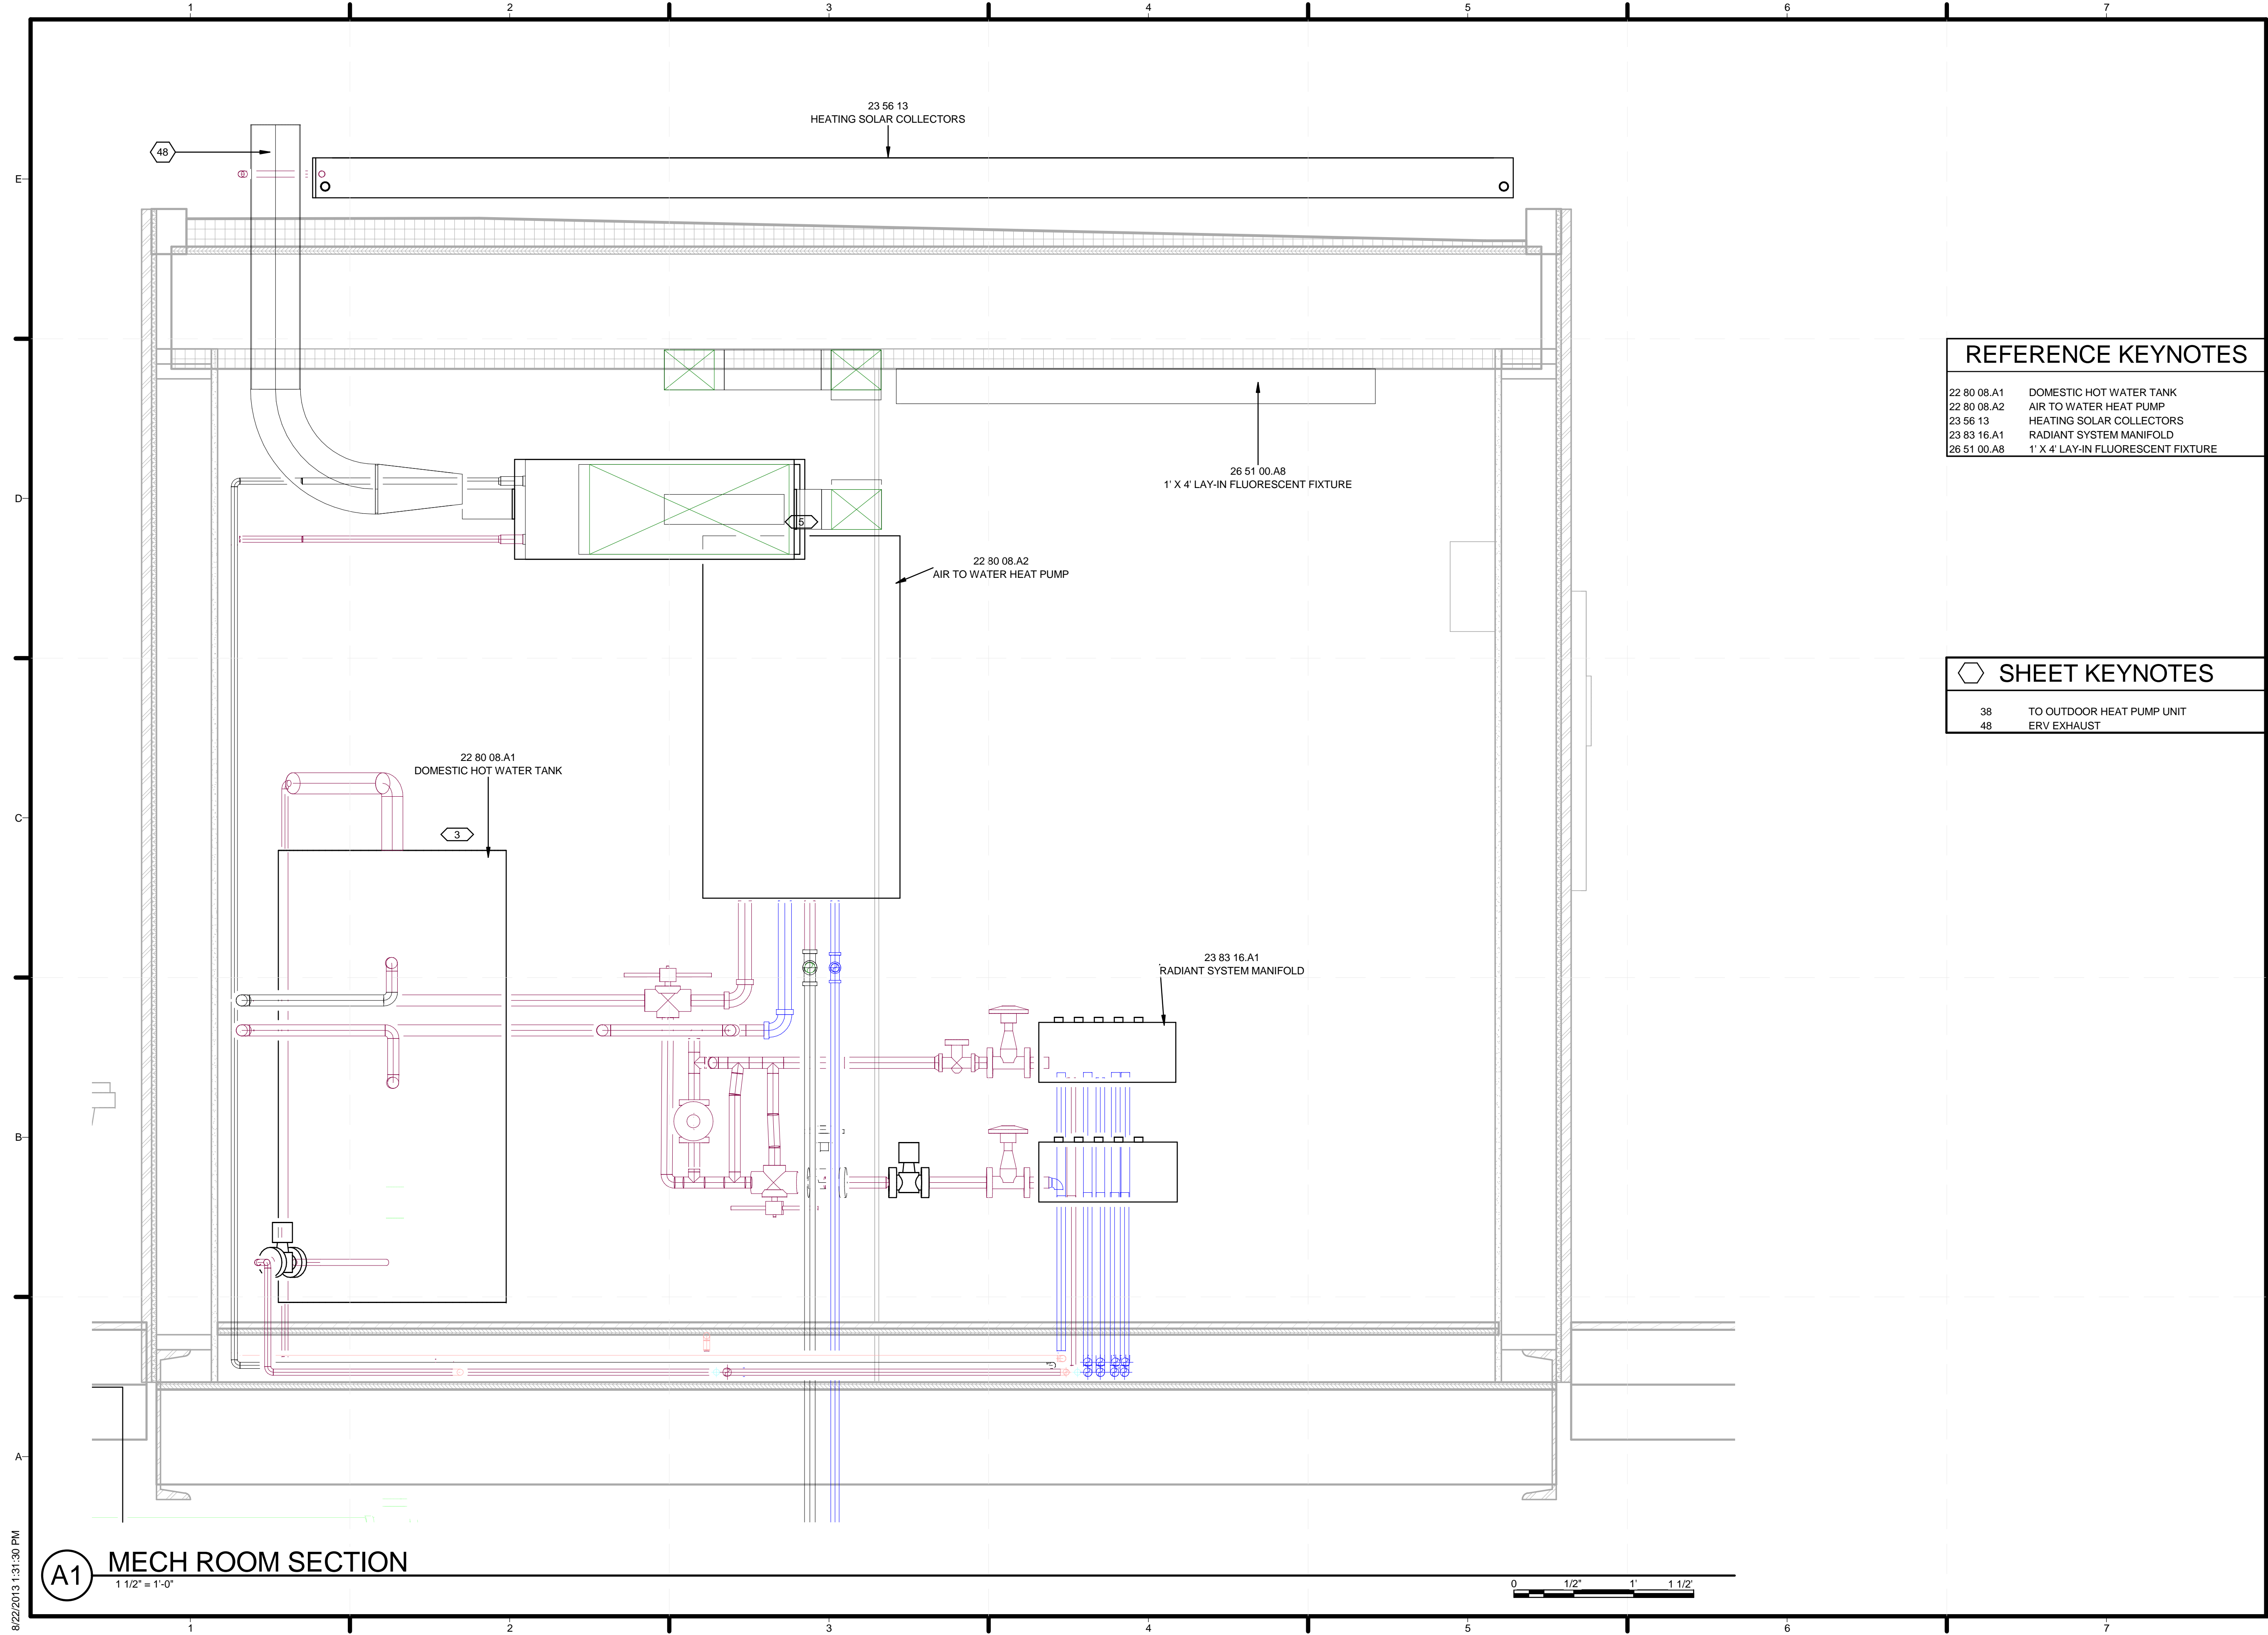 1 2 3 4 5 6 7
23 56 13
HEATING SOLAR COLLECTORS
48
E
REFERENCE KEYNOTES
22 80 08.A1 DOMESTIC HOT WATER TANK
22 80 08.A2 AIR TO WATER HEAT PUMP
23 56 13 HEATING SOLAR COLLECTORS
23 83 16.A1 RADIANT SYSTEM MANIFOLD
26 51 00.A8 1' X 4' LAY-IN FLUORESCENT FIXTURE
26 51 00.A8
1' X 4' LAY-IN FLUORESCENT FIXTURE
D
5
22 80 08.A2
AIR TO WATER HEAT PUMP
SHEET KEYNOTES
38 TO OUTDOOR HEAT PUMP UNIT
48 ERV EXHAUST
22 80 08.A1
DOMESTIC HOT WATER TANK
C
3
23 83 16.A1
RADIANT SYSTEM MANIFOLD
B
A
8/22/2013 1:31:30 PM
A1 MECH ROOM SECTION
1 1/2" = 1'-0"
0 1/2" 1' 1 1/2'
1 2 3 4 5 6 7